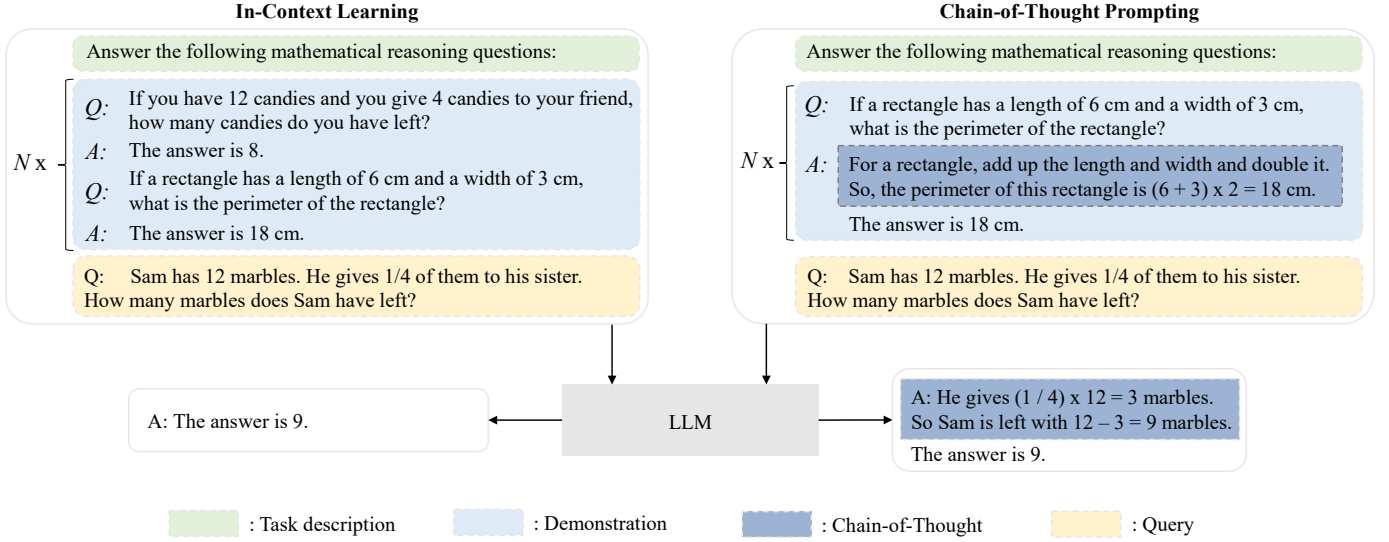 In-Context Learning
Answer the following mathematical reasoning questions:
N x
Q: If you have 12 candies and you give 4 candies to your friend,
how many candies do you have left?
A: The answer is 8.
Q: If a rectangle has a length of 6 cm and a width of 3 cm,
what is the perimeter of the rectangle?
A: The answer is 18 cm.
Q: Sam has 12 marbles. He gives 1/4 of them to his sister.
How many marbles does Sam have left?
Chain-of-Thought Prompting
Answer the following mathematical reasoning questions:
N x
Q: If a rectangle has a length of 6 cm and a width of 3 cm,
what is the perimeter of the rectangle?
A: For a rectangle, add up the length and width and double it.
So, the perimeter of this rectangle is (6 + 3) x 2 = 18 cm.
The answer is 18 cm.
Q: Sam has 12 marbles. He gives 1/4 of them to his sister.
How many marbles does Sam have left?
A: The answer is 9.
LLM
A: He gives (1 / 4) x 12 = 3 marbles.
So Sam is left with 12 – 3 = 9 marbles.
The answer is 9.
: Task description
: Demonstration
: Chain-of-Thought
: Query